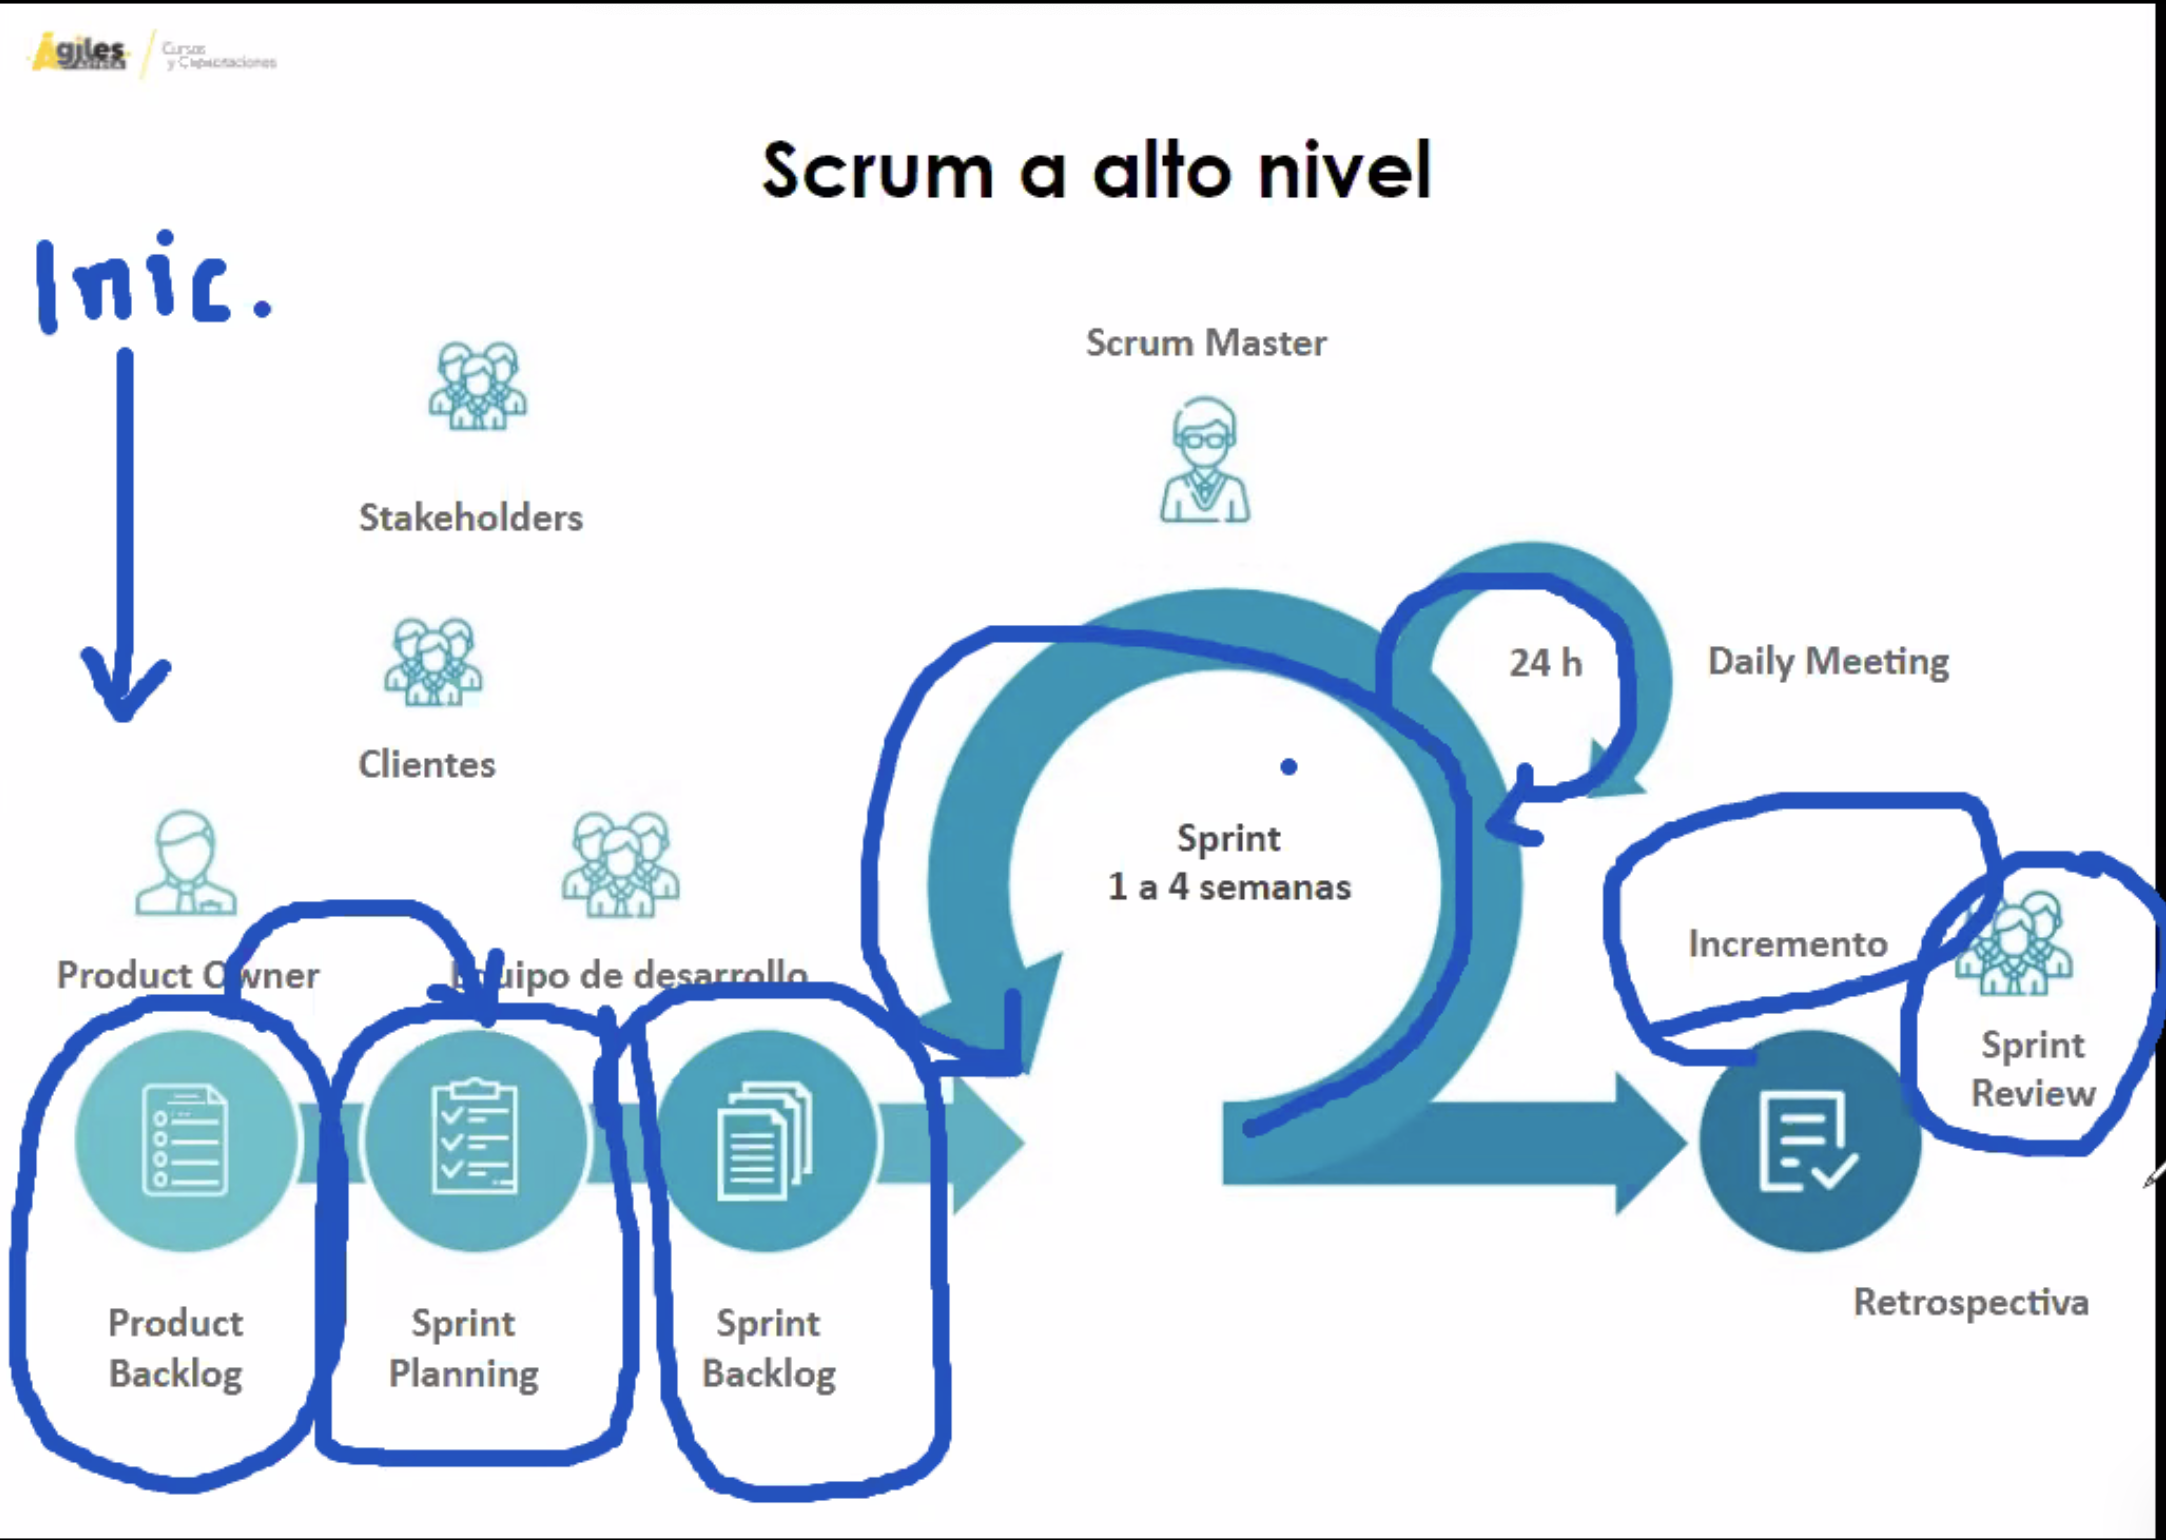 Ágiles
Cursos
y Capacitaciones
Scrum a alto nivel
Inic.
Scrum Master
Stakeholders
24 h
Daily Meeting
Clientes
Sprint
1 a 4 semanas
Incremento
Product Owner
Equipo de desarrollo
Sprint
Review
Retrospectiva
Product
Backlog
Sprint
Planning
Sprint
Backlog